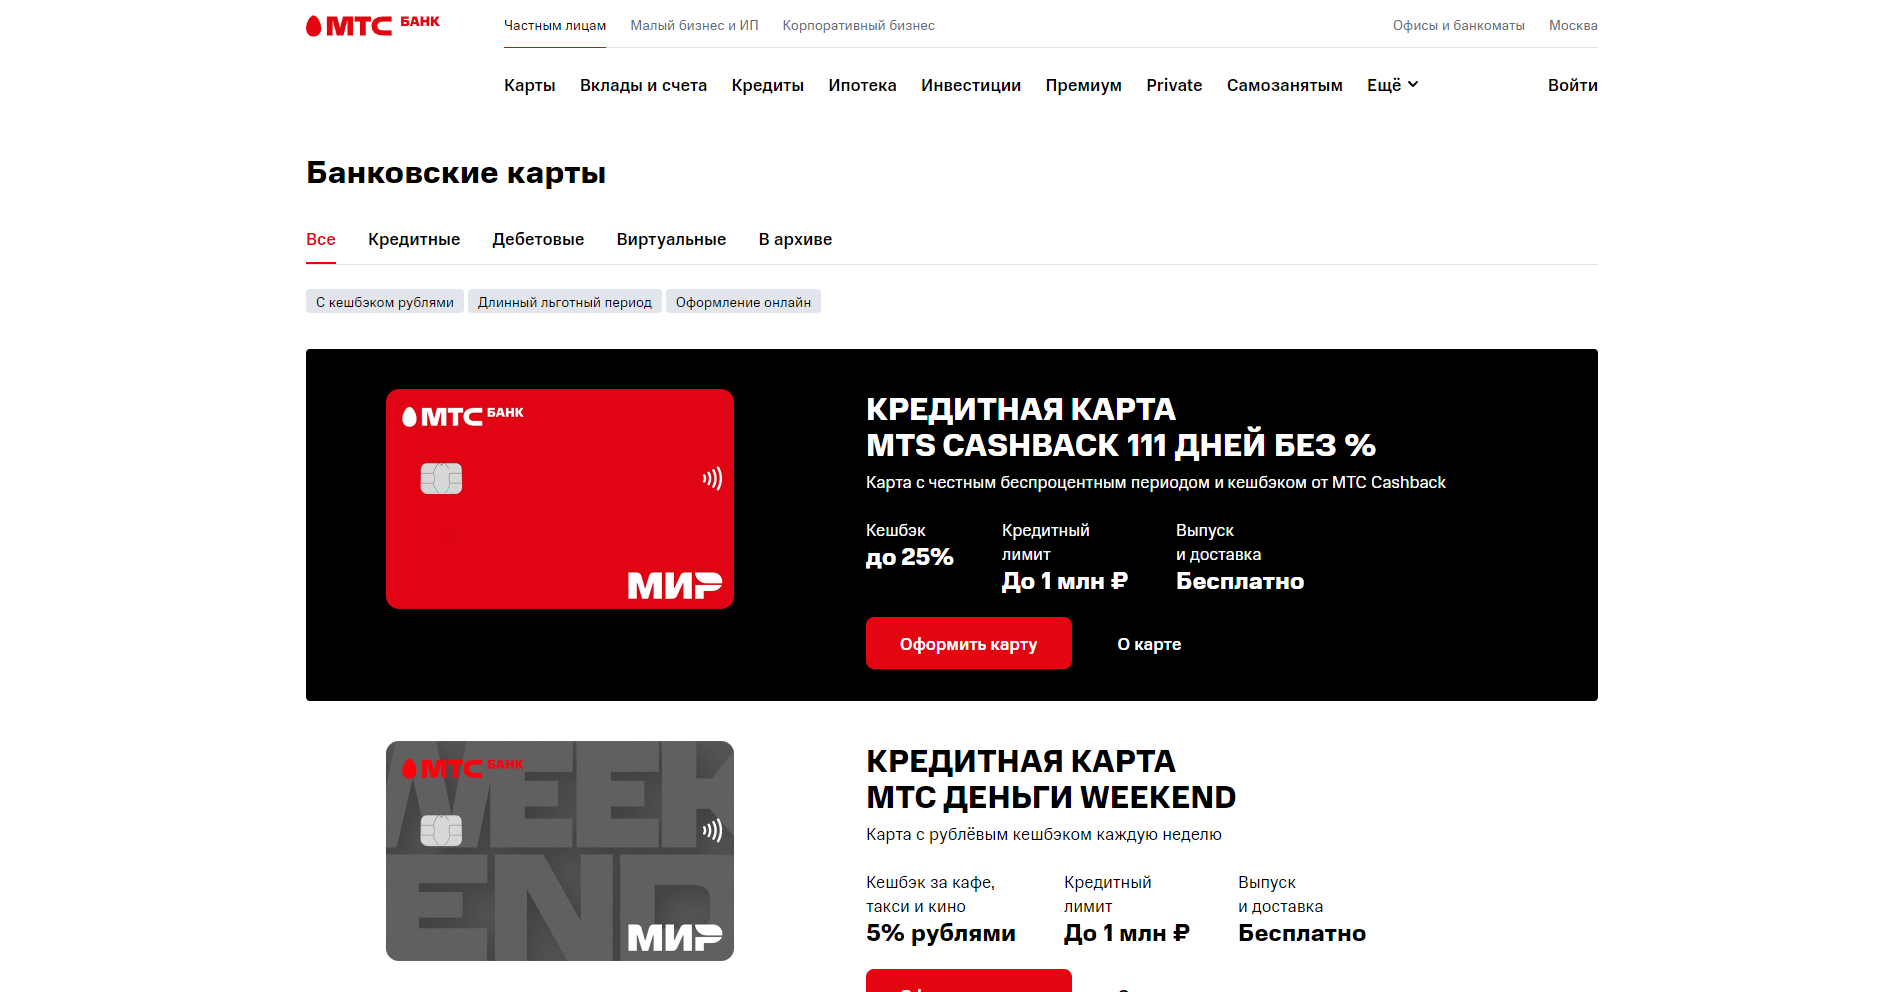 МТС БАНК
Частным лицам Малый бизнес и ИП Корпоративный бизнес Офисы и банкоматы Москва
Карты Вклады и счета Кредиты Ипотека Инвестиции Премиум Private Самозанятым Ещё Войти
Банковские карты
Все Кредитные Дебетовые Виртуальные В архиве
С кешбэком рублями Длинный льготный период Оформление онлайн
МТС БАНК
МИР
КРЕДИТНАЯ КАРТА
MTS CASHBACK 111 ДНЕЙ БЕЗ %
Карта с честным беспроцентным периодом и кешбэком от МТС Cashback
Кешбэк
до 25%
Кредитный
лимит
До 1 млн ₽
Выпуск
и доставка
Бесплатно
Оформить карту О карте
WEEK
END
МТС БАНК
МИР
КРЕДИТНАЯ КАРТА
МТС ДЕНЬГИ WEEKEND
Карта с рублёвым кешбэком каждую неделю
Кешбэк за кафе,
такси и кино
5% рублями
Кредитный
лимит
До 1 млн ₽
Выпуск
и доставка
Бесплатно